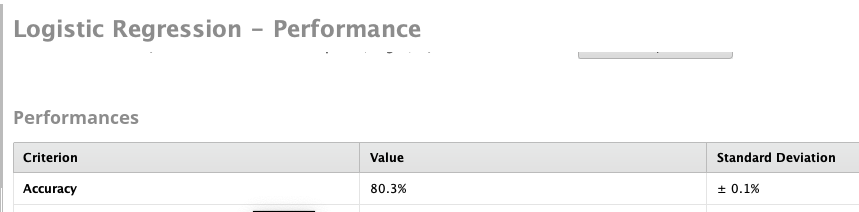 Logistic Regression – Performance
Performances
Criterion Value Standard Deviation
Accuracy 80.3% ± 0.1%